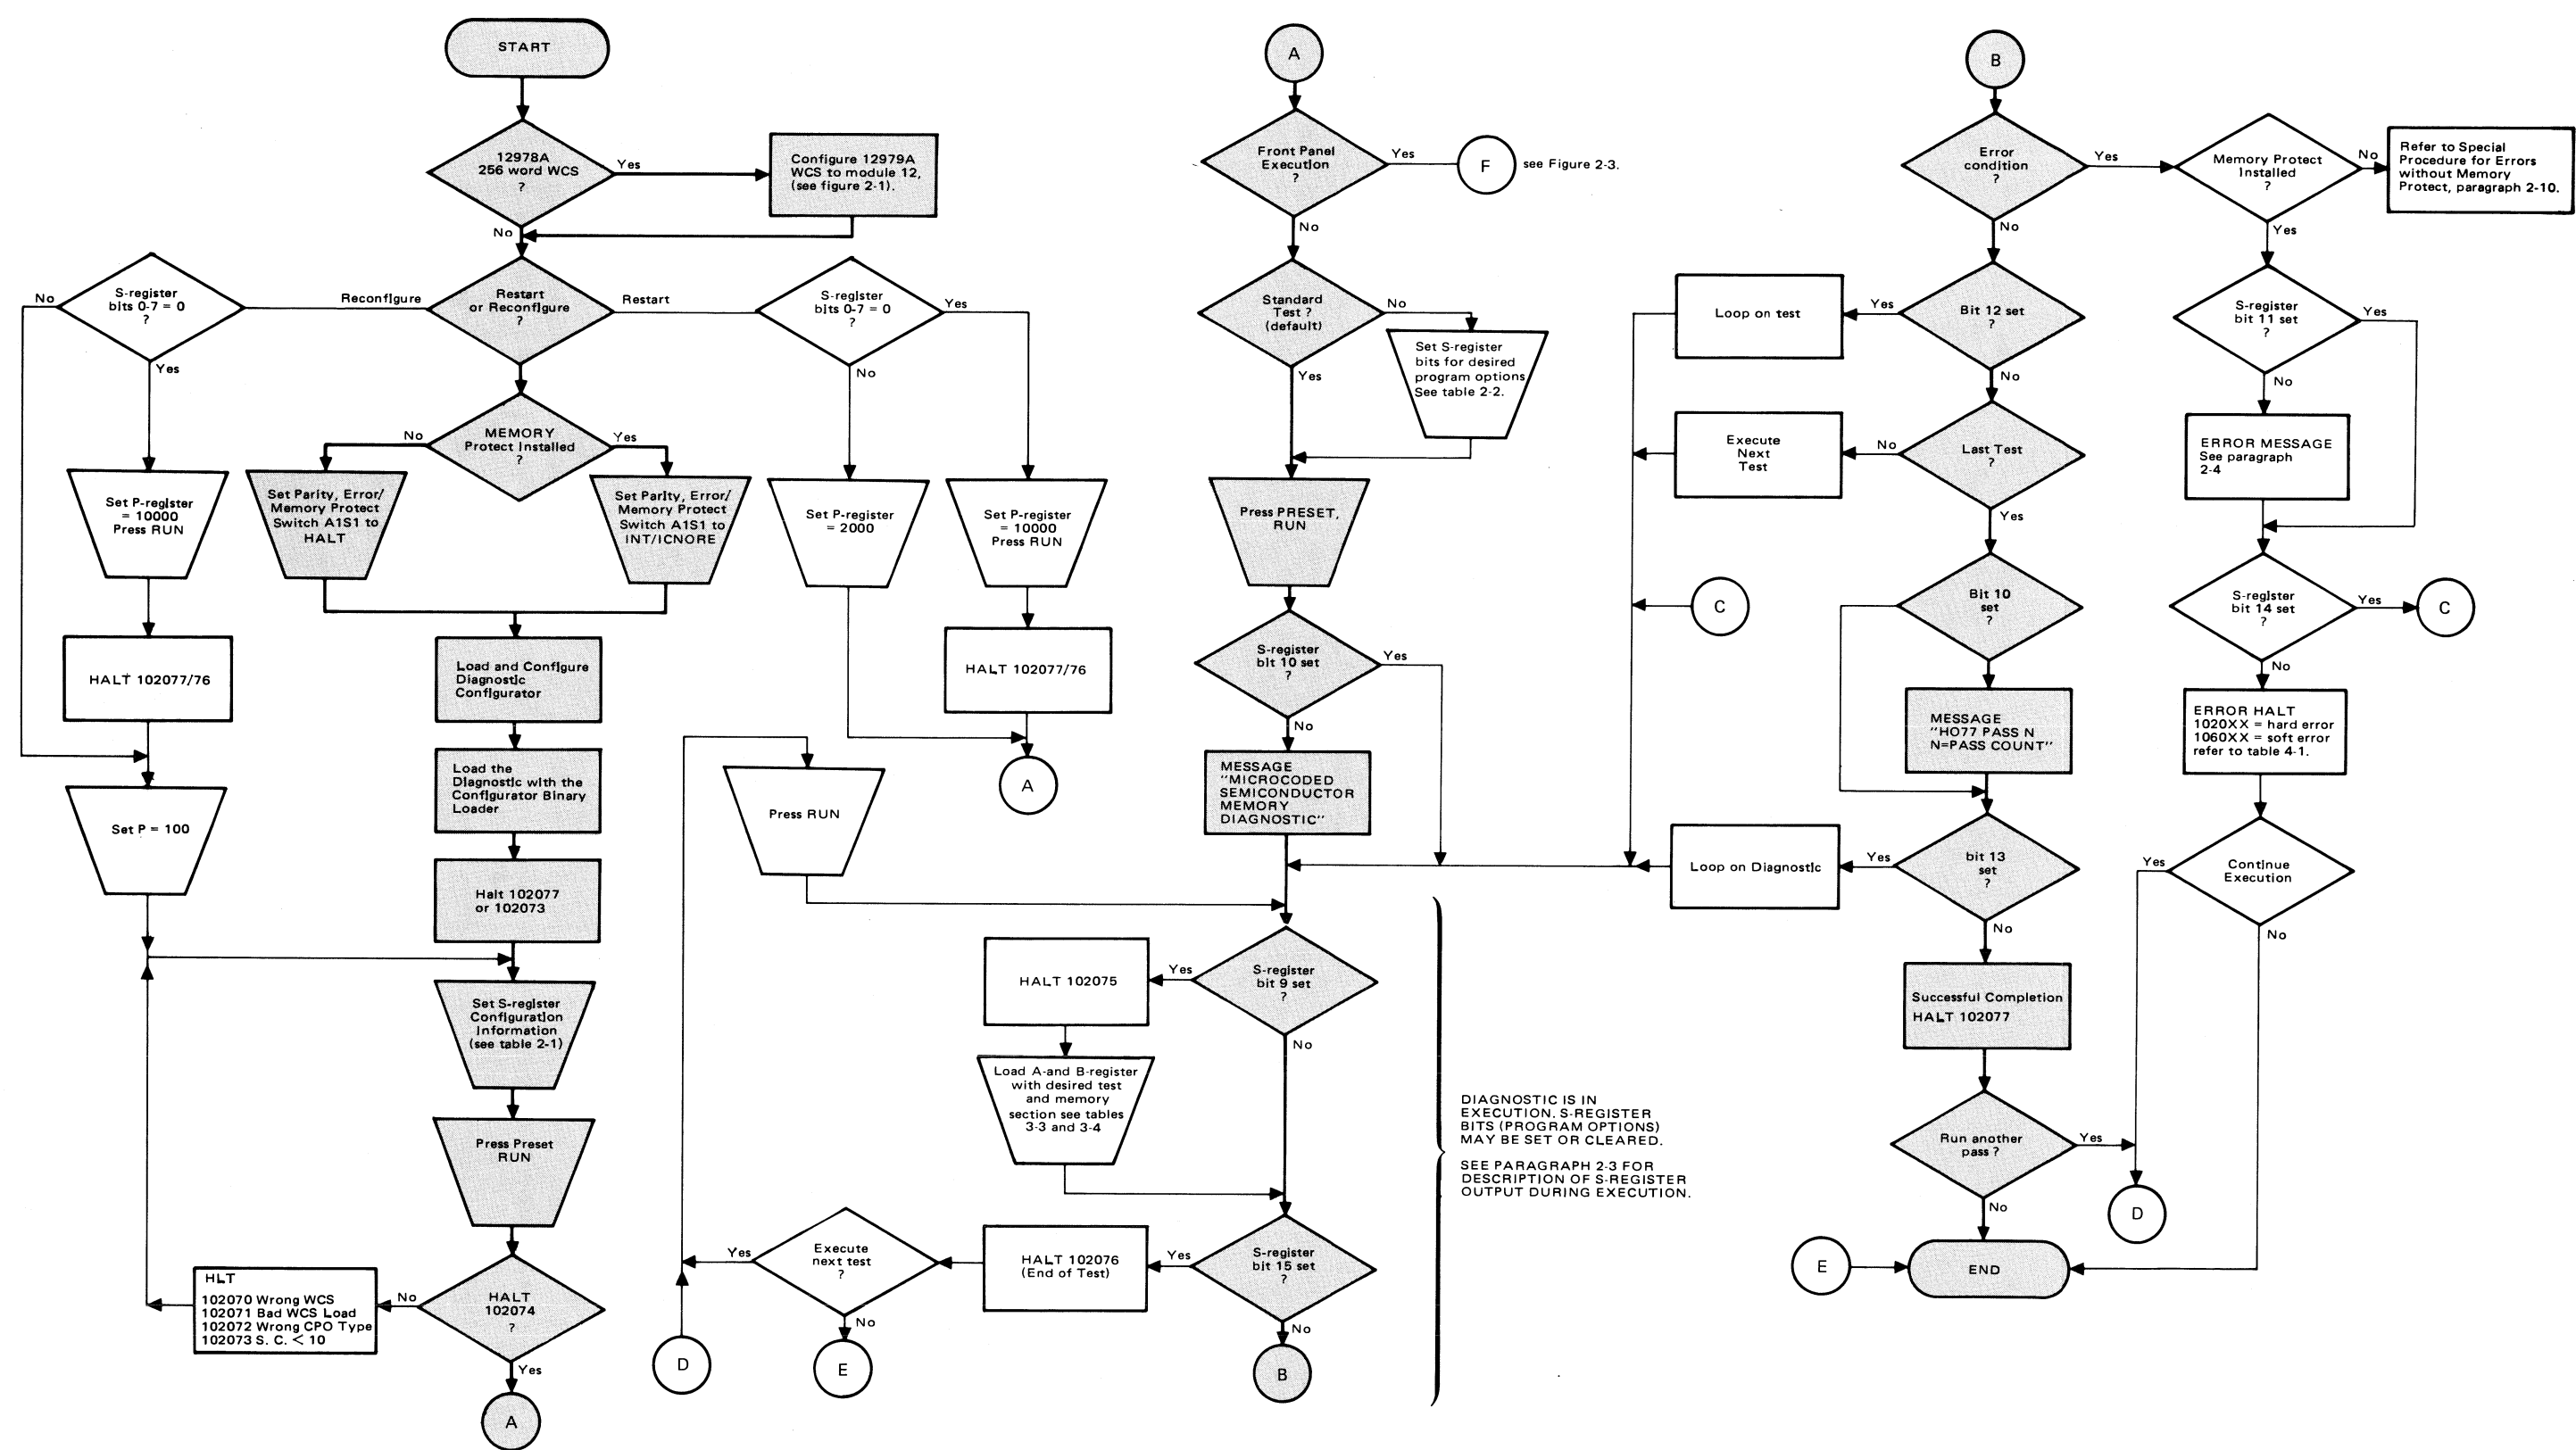 START
12978A
256 word WCS
?
Yes
Configure 12979A
WCS to module 12,
(see figure 2-1).
No
Restart
or Reconfigure
?
Reconfigure
Restart
S-register
bits 0-7 = 0
?
No
Yes
Set P-register
= 10000
Press RUN
HALT 102077/76
Set P = 100
MEMORY
Protect Installed
?
No
Yes
Set Parity, Error/
Memory Protect
Switch A1S1 to
HALT
Set Parity, Error/
Memory Protect
Switch A1S1 to
INT/ICNORE
Load and Configure
Diagnostic
Configurator
Load the
Diagnostic with the
Configurator Binary
Loader
Halt 102077
or 102073
Set S-register
Configuration
Information
(see table 2-1)
Press Preset
RUN
HALT
102074
?
No
HLT
102070 Wrong WCS
102071 Bad WCS Load
102072 Wrong CPO Type
102073 S. C. < 10
Yes
A
S-register
bits 0-7 = 0
?
Yes
No
Set P-register
= 2000
Set P-register
= 10000
Press RUN
HALT 102077/76
A
A
Front Panel
Execution
?
Yes
F
see Figure 2-3.
No
Standard
Test ?
(default)
No
Set S-register
bits for desired
program options
See table 2-2.
Yes
Press PRESET,
RUN
S-register
bit 10 set
?
Yes
No
MESSAGE
"MICROCODED
SEMICONDUCTOR
MEMORY
DIAGNOSTIC"
Press RUN
S-register
bit 9 set
?
Yes
HALT 102075
No
Load A-and B-register
with desired test
and memory
section see tables
3-3 and 3-4
S-register
bit 15 set
?
Yes
HALT 102076
(End of Test)
Execute
next test
?
Yes
No
D
E
No
B
DIAGNOSTIC IS IN
EXECUTION. S-REGISTER
BITS (PROGRAM OPTIONS)
MAY BE SET OR CLEARED.
SEE PARAGRAPH 2-3 FOR
DESCRIPTION OF S-REGISTER
OUTPUT DURING EXECUTION.
B
Error
condition
?
Yes
No
Bit 12 set
?
Yes
Loop on test
No
Last Test
?
No
Execute
Next
Test
Yes
C
Bit 10
set
?
MESSAGE
"HO77 PASS N
N=PASS COUNT"
bit 13
set
?
Yes
Loop on Diagnostic
No
Successful Completion
HALT 102077
Run another
pass ?
Yes
D
No
E
END
Memory Protect
Installed
?
No
Refer to Special
Procedure for Errors
without Memory
Protect, paragraph 2-10.
Yes
S-register
bit 11 set
?
Yes
No
ERROR MESSAGE
See paragraph
2-4
S-register
bit 14 set
?
Yes
C
No
ERROR HALT
1020XX = hard error
1060XX = soft error
refer to table 4-1.
Continue
Execution
Yes
No